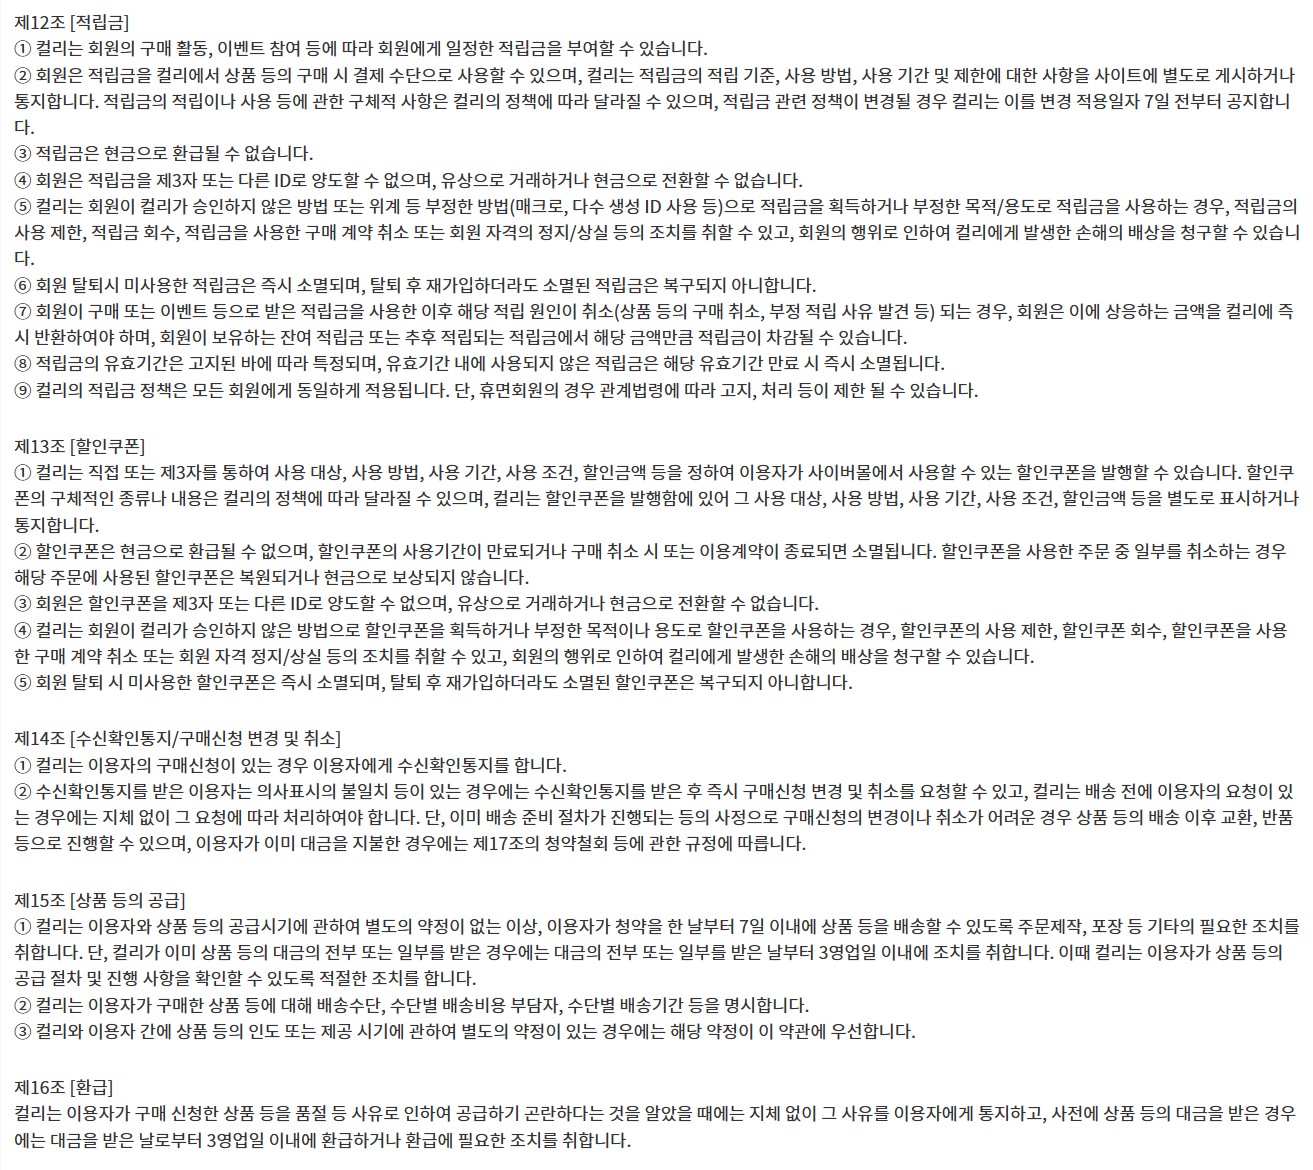 제12조 [적립금]
① 컬리는 회원의 구매 활동, 이벤트 참여 등에 따라 회원에게 일정한 적립금을 부여할 수 있습니다.
② 회원은 적립금을 컬리에서 상품 등의 구매 시 결제 수단으로 사용할 수 있으며, 컬리는 적립금의 적립 기준, 사용 방법, 사용 기간 및 제한에 대한 사항을 사이트에 별도로 게시하거나
통지합니다. 적립금의 적립이나 사용 등에 관한 구체적 사항은 컬리의 정책에 따라 달라질 수 있으며, 적립금 관련 정책이 변경될 경우 컬리는 이를 변경 적용일자 7일 전부터 공지합니
다.
③ 적립금은 현금으로 환급될 수 없습니다.
④ 회원은 적립금을 제3자 또는 다른 ID로 양도할 수 없으며, 유상으로 거래하거나 현금으로 전환할 수 없습니다.
⑤ 컬리는 회원이 컬리가 승인하지 않은 방법 또는 위계 등 부정한 방법(매크로, 다수 생성 ID 사용 등)으로 적립금을 획득하거나 부정한 목적/용도로 적립금을 사용하는 경우, 적립금의
사용 제한, 적립금 회수, 적립금을 사용한 구매 계약 취소 또는 회원 자격의 정지/상실 등의 조치를 취할 수 있고, 회원의 행위로 인하여 컬리에게 발생한 손해의 배상을 청구할 수 있습니
다.
⑥ 회원 탈퇴시 미사용한 적립금은 즉시 소멸되며, 탈퇴 후 재가입하더라도 소멸된 적립금은 복구되지 아니합니다.
⑦ 회원이 구매 또는 이벤트 등으로 받은 적립금을 사용한 이후 해당 적립 원인이 취소(상품 등의 구매 취소, 부정 적립 사유 발견 등) 되는 경우, 회원은 이에 상응하는 금액을 컬리에 즉
시 반환하여야 하며, 회원이 보유하는 잔여 적립금 또는 추후 적립되는 적립금에서 해당 금액만큼 적립금이 차감될 수 있습니다.
⑧ 적립금의 유효기간은 고지된 바에 따라 특정되며, 유효기간 내에 사용되지 않은 적립금은 해당 유효기간 만료 시 즉시 소멸됩니다.
⑨ 컬리의 적립금 정책은 모든 회원에게 동일하게 적용됩니다. 단, 휴면회원의 경우 관계법령에 따라 고지, 처리 등이 제한 될 수 있습니다.
제13조 [할인쿠폰]
① 컬리는 직접 또는 제3자를 통하여 사용 대상, 사용 방법, 사용 기간, 사용 조건, 할인금액 등을 정하여 이용자가 사이버몰에서 사용할 수 있는 할인쿠폰을 발행할 수 있습니다. 할인쿠
폰의 구체적인 종류나 내용은 컬리의 정책에 따라 달라질 수 있으며, 컬리는 할인쿠폰을 발행함에 있어 그 사용 대상, 사용 방법, 사용 기간, 사용 조건, 할인금액 등을 별도로 표시하거나
통지합니다.
② 할인쿠폰은 현금으로 환급될 수 없으며, 할인쿠폰의 사용기간이 만료되거나 구매 취소 시 또는 이용계약이 종료되면 소멸됩니다. 할인쿠폰을 사용한 주문 중 일부를 취소하는 경우
해당 주문에 사용된 할인쿠폰은 복원되거나 현금으로 보상되지 않습니다.
③ 회원은 할인쿠폰을 제3자 또는 다른 ID로 양도할 수 없으며, 유상으로 거래하거나 현금으로 전환할 수 없습니다.
④ 컬리는 회원이 컬리가 승인하지 않은 방법으로 할인쿠폰을 획득하거나 부정한 목적이나 용도로 할인쿠폰을 사용하는 경우, 할인쿠폰의 사용 제한, 할인쿠폰 회수, 할인쿠폰을 사용
한 구매 계약 취소 또는 회원 자격 정지/상실 등의 조치를 취할 수 있고, 회원의 행위로 인하여 컬리에게 발생한 손해의 배상을 청구할 수 있습니다.
⑤ 회원 탈퇴 시 미사용한 할인쿠폰은 즉시 소멸되며, 탈퇴 후 재가입하더라도 소멸된 할인쿠폰은 복구되지 아니합니다.
제14조 [수신확인통지/구매신청 변경 및 취소]
① 컬리는 이용자의 구매신청이 있는 경우 이용자에게 수신확인통지를 합니다.
② 수신확인통지를 받은 이용자는 의사표시의 불일치 등이 있는 경우에는 수신확인통지를 받은 후 즉시 구매신청 변경 및 취소를 요청할 수 있고, 컬리는 배송 전에 이용자의 요청이 있
는 경우에는 지체 없이 그 요청에 따라 처리하여야 합니다. 단, 이미 배송 준비 절차가 진행되는 등의 사정으로 구매신청의 변경이나 취소가 어려운 경우 상품 등의 배송 이후 교환, 반품
등으로 진행할 수 있으며, 이용자가 이미 대금을 지불한 경우에는 제17조의 청약철회 등에 관한 규정에 따릅니다.
제15조 [상품 등의 공급]
① 컬리는 이용자와 상품 등의 공급시기에 관하여 별도의 약정이 없는 이상, 이용자가 청약을 한 날부터 7일 이내에 상품 등을 배송할 수 있도록 주문제작, 포장 등 기타의 필요한 조치를
취합니다. 단, 컬리가 이미 상품 등의 대금의 전부 또는 일부를 받은 경우에는 대금의 전부 또는 일부를 받은 날부터 3영업일 이내에 조치를 취합니다. 이때 컬리는 이용자가 상품 등의
공급 절차 및 진행 사항을 확인할 수 있도록 적절한 조치를 합니다.
② 컬리는 이용자가 구매한 상품 등에 대해 배송수단, 수단별 배송비용 부담자, 수단별 배송기간 등을 명시합니다.
③ 컬리와 이용자 간에 상품 등의 인도 또는 제공 시기에 관하여 별도의 약정이 있는 경우에는 해당 약정이 이 약관에 우선합니다.
제16조 [환급]
컬리는 이용자가 구매 신청한 상품 등을 품절 등 사유로 인하여 공급하기 곤란하다는 것을 알았을 때에는 지체 없이 그 사유를 이용자에게 통지하고, 사전에 상품 등의 대금을 받은 경우
에는 대금을 받은 날로부터 3영업일 이내에 환급하거나 환급에 필요한 조치를 취합니다.